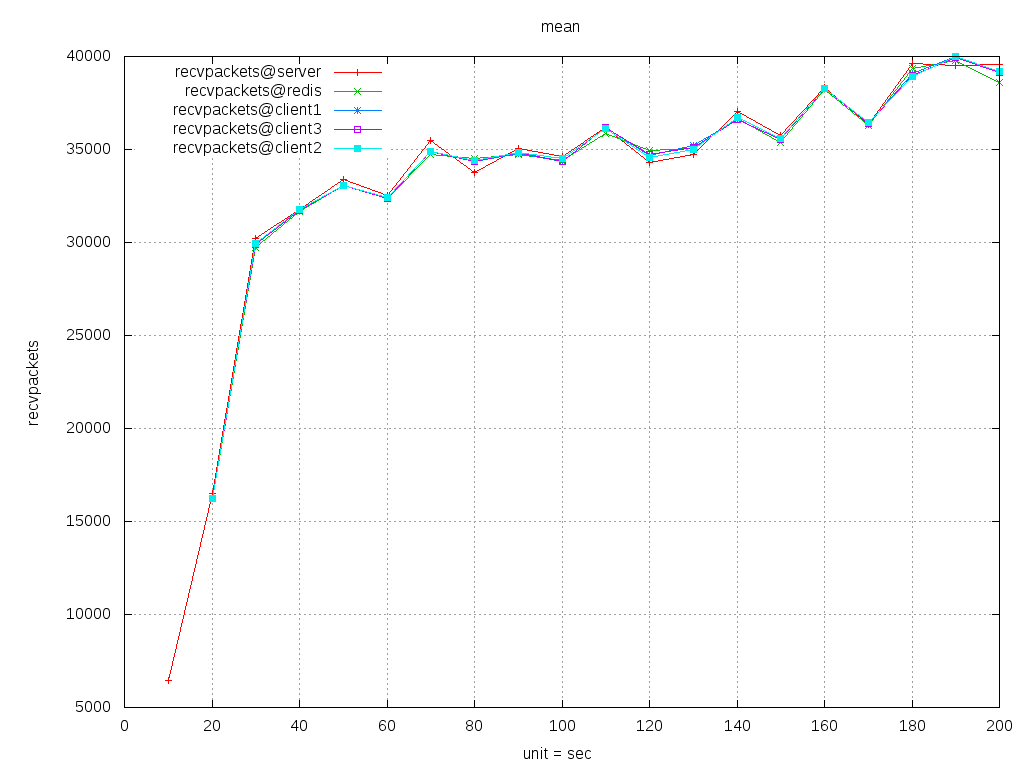 mean
40000
35000
30000
25000
20000
15000
10000
5000
recvpackets
recvpackets@server
recvpackets@redis
recvpackets@client1
recvpackets@client3
recvpackets@client2
0 20 40 60 80 100 120 140 160 180 200
unit = sec